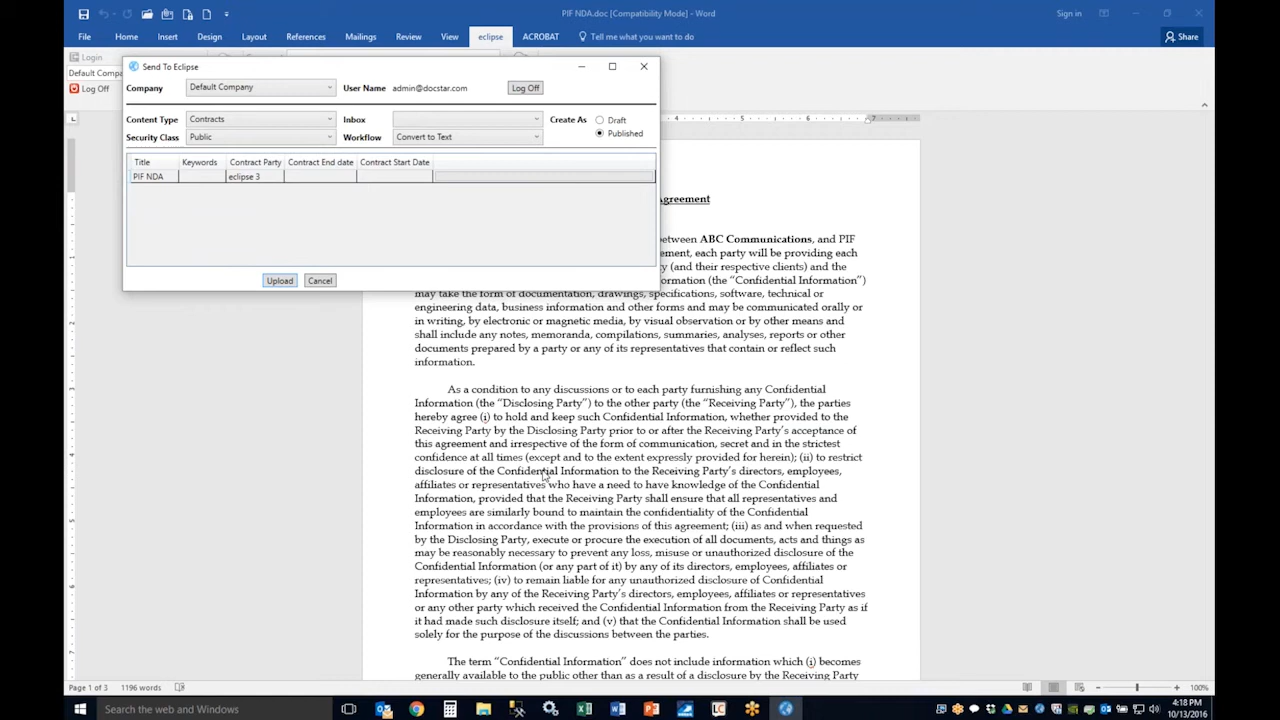 PIF NDA.doc [Compatibility Mode] - Word
Sign in
File Home Insert Design Layout References Mailings Review View eclipse ACROBAT Tell me what you want to do
Share
Login
Default Compa
Log Off
Send To Eclipse
Company Default Company User Name admin@docstar.com Log Off
Content Type Contracts Inbox Create As Draft
Security Class Public Workflow Convert to Text Published
Title Keywords Contract Party Contract End date Contract Start Date
PIF NDA eclipse 3
Upload Cancel
4 5 6 7
1
2
3
4
5
6
7
Agreement
etween ABC Communications, and PIF
ement, each party will be providing each
y (and their respective clients) and the
ormation (the “Confidential Information”)
may take the form of documentation, drawings, specifications, software, technical or
engineering data, business information and other forms and may be communicated orally or
in writing, by electronic or magnetic media, by visual observation or by other means and
shall include any notes, memoranda, compilations, summaries, analyses, reports or other
documents prepared by a party or any of its representatives that contain or reflect such
information.
As a condition to any discussions or to each party furnishing any Confidential
Information (the “Disclosing Party”) to the other party (the “Receiving Party”), the parties
hereby agree (i) to hold and keep such Confidential Information, whether provided to the
Receiving Party by the Disclosing Party prior to or after the Receiving Party’s acceptance of
this agreement and irrespective of the form of communication, secret and in the strictest
confidence at all times (except and to the extent expressly provided for herein); (ii) to restrict
disclosure of the Confidential Information to the Receiving Party’s directors, employees,
affiliates or representatives who have a need to have knowledge of the Confidential
Information, provided that the Receiving Party shall ensure that all representatives and
employees are similarly bound to maintain the confidentiality of the Confidential
Information in accordance with the provisions of this agreement; (iii) as and when requested
by the Disclosing Party, execute or procure the execution of all documents, acts and things as
may be reasonably necessary to prevent any loss, misuse or unauthorized disclosure of the
Confidential Information (or any part of it) by any of its directors, employees, affiliates or
representatives; (iv) to remain liable for any unauthorized disclosure of Confidential
Information by any of the Receiving Party’s directors, employees, affiliates or representatives
or any other party which received the Confidential Information from the Receiving Party as if
it had made such disclosure itself; and (v) that the Confidential Information shall be used
solely for the purpose of the discussions between the parties.
The term “Confidential Information” does not include information which (i) becomes
generally available to the public other than as a result of a disclosure by the Receiving Party
Page 1 of 3 1196 words
100%
Search the web and Windows
4:18 PM
10/13/2016